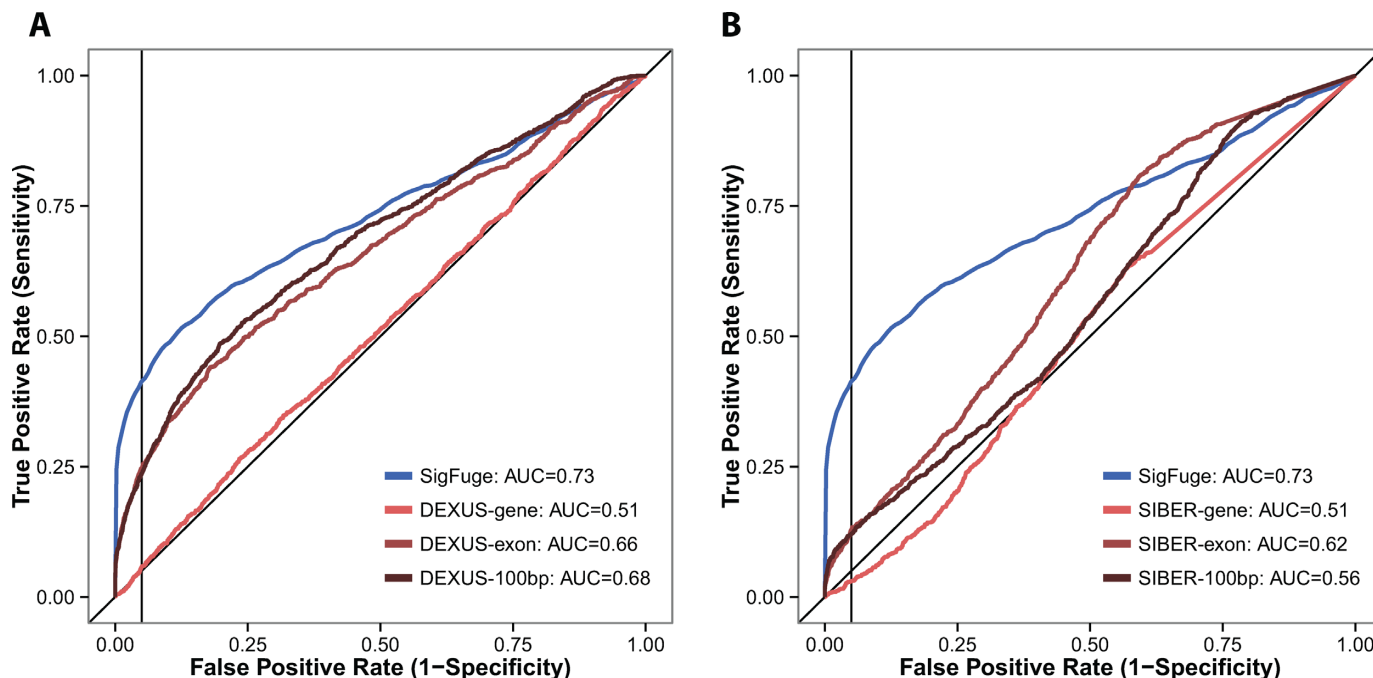 A
True Positive Rate (Sensitivity)
1.00
0.75
0.50
0.25
0.00
SigFuge: AUC=0.73
DEXUS-gene: AUC=0.51
DEXUS-exon: AUC=0.66
DEXUS-100bp: AUC=0.68
0.00 0.25 0.50 0.75 1.00
False Positive Rate (1−Specificity)
B
True Positive Rate (Sensitivity)
1.00
0.75
0.50
0.25
0.00
SigFuge: AUC=0.73
SIBER-gene: AUC=0.51
SIBER-exon: AUC=0.62
SIBER-100bp: AUC=0.56
0.00 0.25 0.50 0.75 1.00
False Positive Rate (1−Specificity)